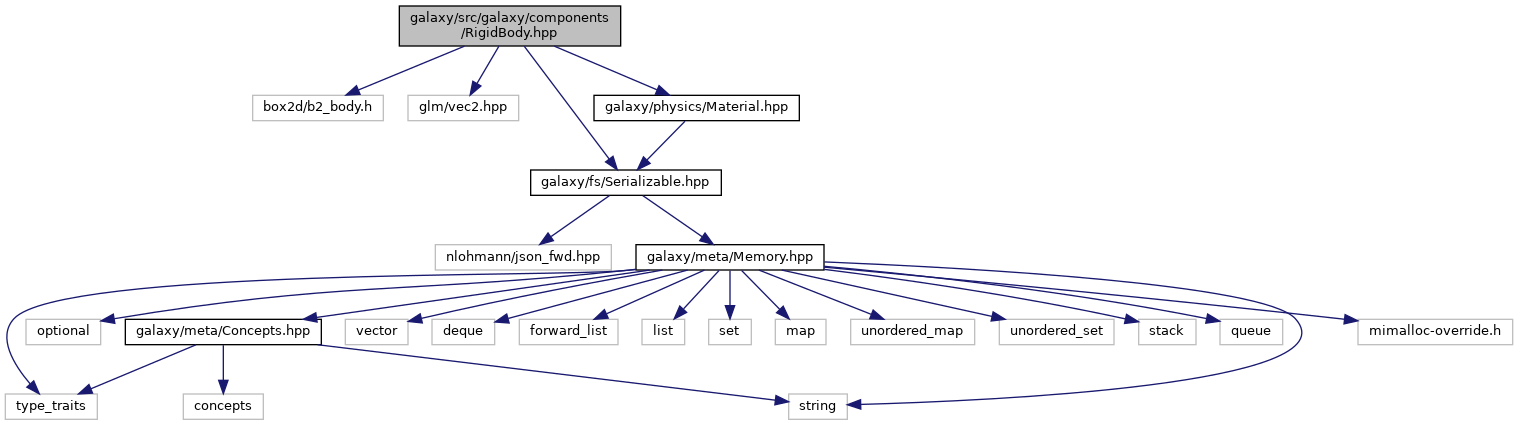 galaxy/src/galaxy/components
/RigidBody.hpp
box2d/b2_body.h
glm/vec2.hpp
galaxy/physics/Material.hpp
galaxy/fs/Serializable.hpp
nlohmann/json_fwd.hpp
galaxy/meta/Memory.hpp
optional
galaxy/meta/Concepts.hpp
vector
deque
forward_list
list
set
map
unordered_map
unordered_set
stack
queue
mimalloc-override.h
type_traits
concepts
string